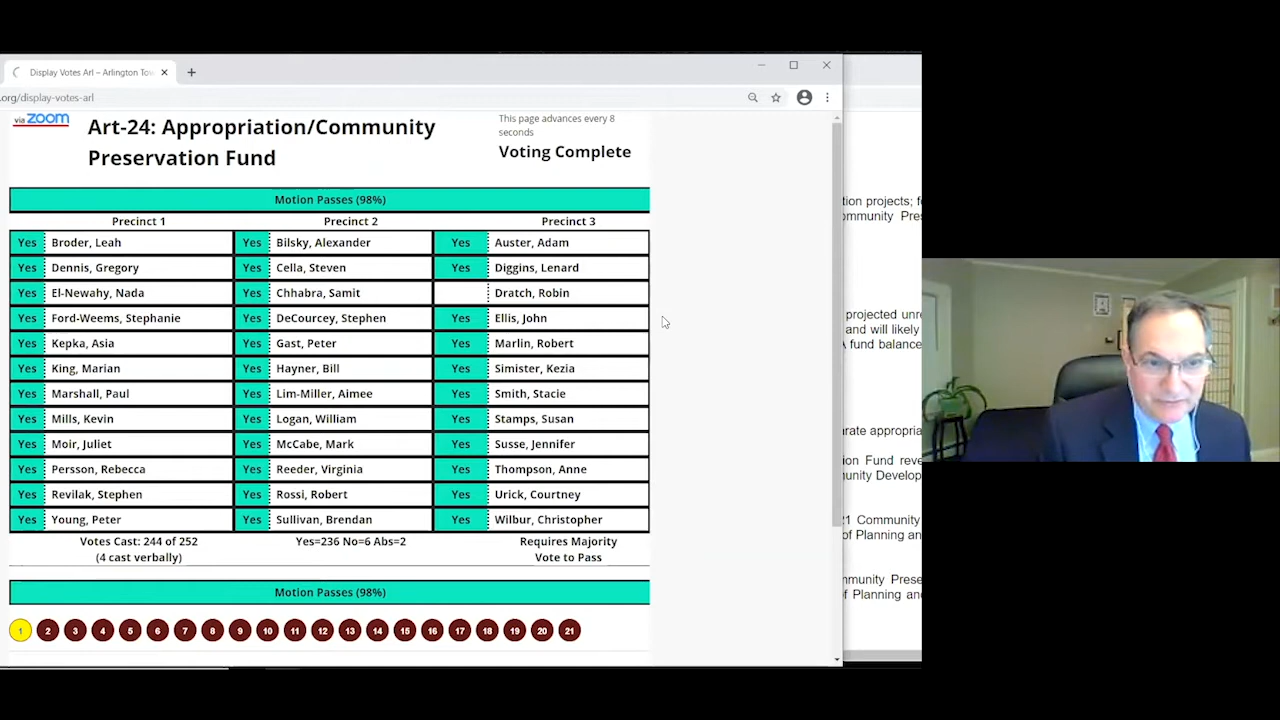 Display Votes Arl – Arlington Tow
.org/display-votes-arl
via zoom
Art-24: Appropriation/Community
Preservation Fund
This page advances every 8
seconds
Voting Complete
Motion Passes (98%)
Precinct 1 Precinct 2 Precinct 3
Yes Broder, Leah Yes Bilsky, Alexander Yes Auster, Adam
Yes Dennis, Gregory Yes Cella, Steven Yes Diggins, Lenard
Yes El-Newahy, Nada Yes Chhabra, Samit Dratch, Robin
Yes Ford-Weems, Stephanie Yes DeCourcey, Stephen Yes Ellis, John
Yes Kepka, Asia Yes Gast, Peter Yes Marlin, Robert
Yes King, Marian Yes Hayner, Bill Yes Simister, Kezia
Yes Marshall, Paul Yes Lim-Miller, Aimee Yes Smith, Stacie
Yes Mills, Kevin Yes Logan, William Yes Stamps, Susan
Yes Moir, Juliet Yes McCabe, Mark Yes Susse, Jennifer
Yes Persson, Rebecca Yes Reeder, Virginia Yes Thompson, Anne
Yes Revilak, Stephen Yes Rossi, Robert Yes Urick, Courtney
Yes Young, Peter Yes Sullivan, Brendan Yes Wilbur, Christopher
Votes Cast: 244 of 252 Yes=236 No=6 Abs=2 Requires Majority
(4 cast verbally) Vote to Pass
Motion Passes (98%)
1 2 3 4 5 6 7 8 9 10 11 12 13 14 15 16 17 18 19 20 21
tion projects; f
ommunity Pres
projected unre
and will likely
A fund balance
arate appropria
ion Fund reve
munity Develop
21 Community
of Planning an
mmunity Prese
of Planning and